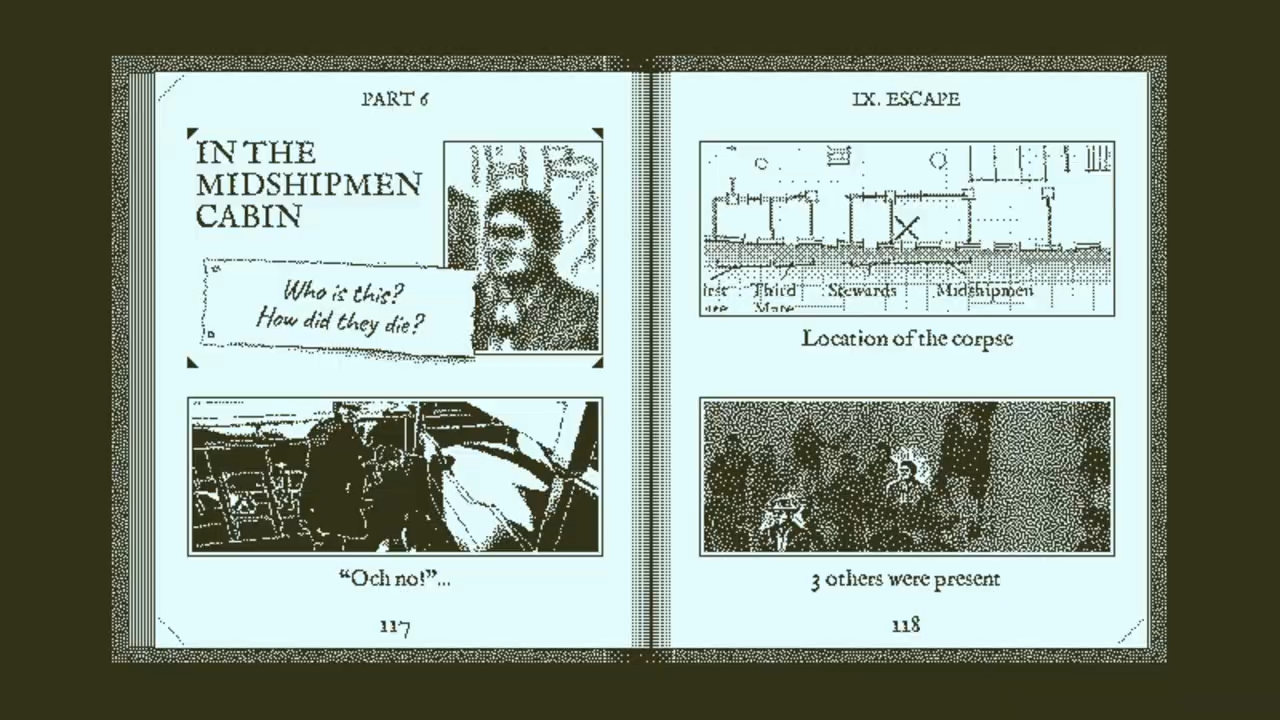 PART 6
IN THE
MIDSHIPMEN
CABIN
Who is this?
How did they die?
“Och no!”...
117
IX. ESCAPE
Third
Stewards
Midshipmen
Mate
Location of the corpse
3 others were present
118